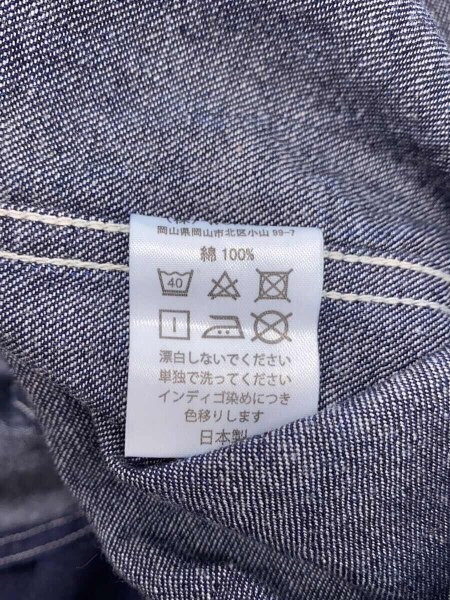 岡山県岡山市北区小山 99-7
綿 100%
40
漂白しないでください
単独で洗ってください
インディゴ染めにつき
色移りします
日本製